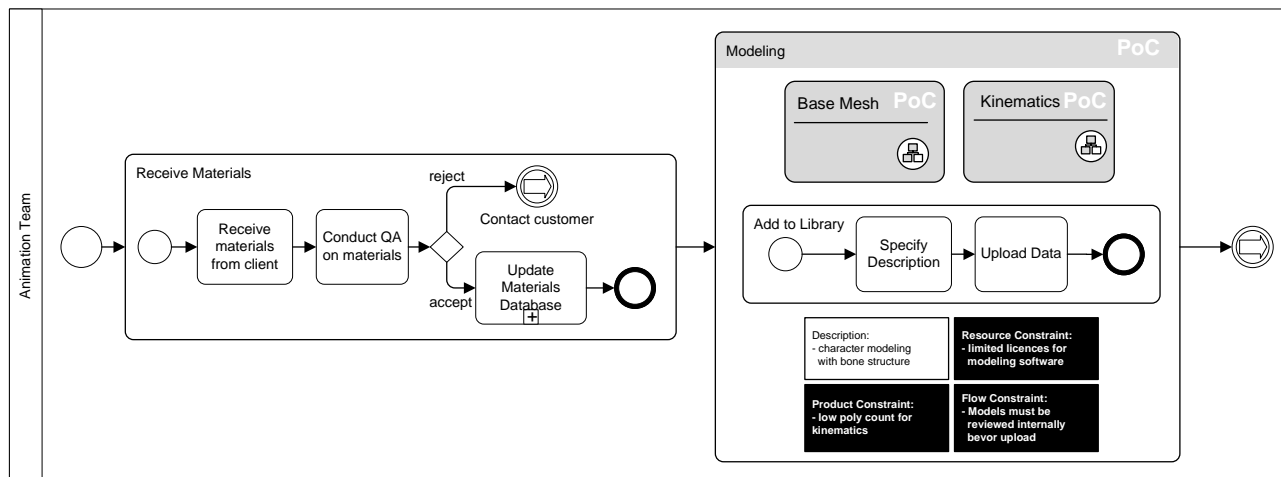 Animation Team
Receive Materials
Receive
materials
from client
Conduct QA
on materials
reject
Contact customer
accept
Update
Materials
Database
Modeling
PoC
Base Mesh
PoC
Kinematics
PoC
Add to Library
Specify
Description
Upload Data
Description:
- character modeling
with bone structure
Resource Constraint:
- limited licences for
modeling software
Product Constraint:
- low poly count for
kinematics
Flow Constraint:
- Models must be
reviewed internally
bevor upload